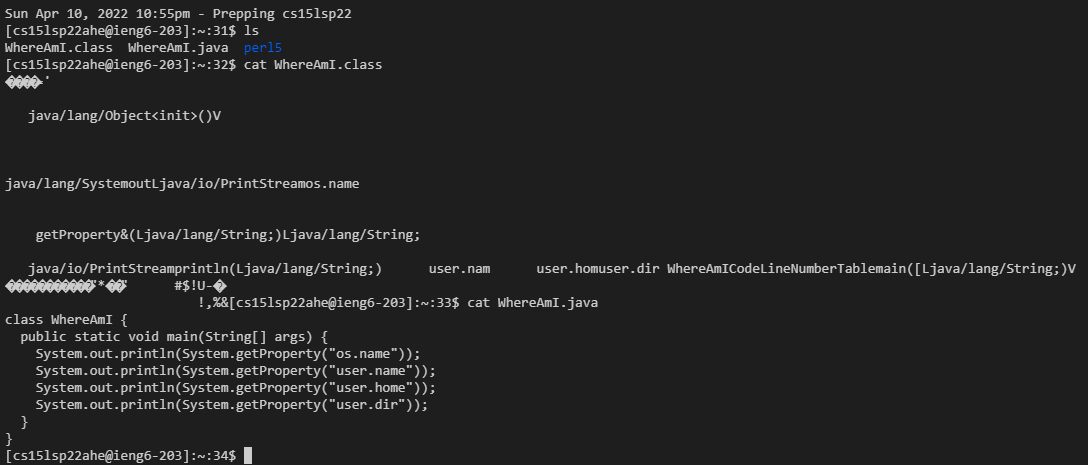 Sun Apr 10, 2022 10:55pm - Prepping cs15lsp22
[cs15lsp22ahe@ieng6-203]:~:31$ ls
WhereAmI.class  WhereAmI.java  perl5
[cs15lsp22ahe@ieng6-203]:~:32$ cat WhereAmI.class
java/lang/Object<init>()V
java/lang/SystemoutLjava/io/PrintStreamos.name
getProperty&(Ljava/lang/String;)Ljava/lang/String;
java/io/PrintStreamprintln(Ljava/lang/String;)      user.nam      user.homuser.dir WhereAmICodeLineNumberTablemain([Ljava/lang/String;)V
#$!U-�
!,%&[cs15lsp22ahe@ieng6-203]:~:33$ cat WhereAmI.java
class WhereAmI {
  public static void main(String[] args) {
    System.out.println(System.getProperty("os.name"));
    System.out.println(System.getProperty("user.name"));
    System.out.println(System.getProperty("user.home"));
    System.out.println(System.getProperty("user.dir"));
  }
}
[cs15lsp22ahe@ieng6-203]:~:34$